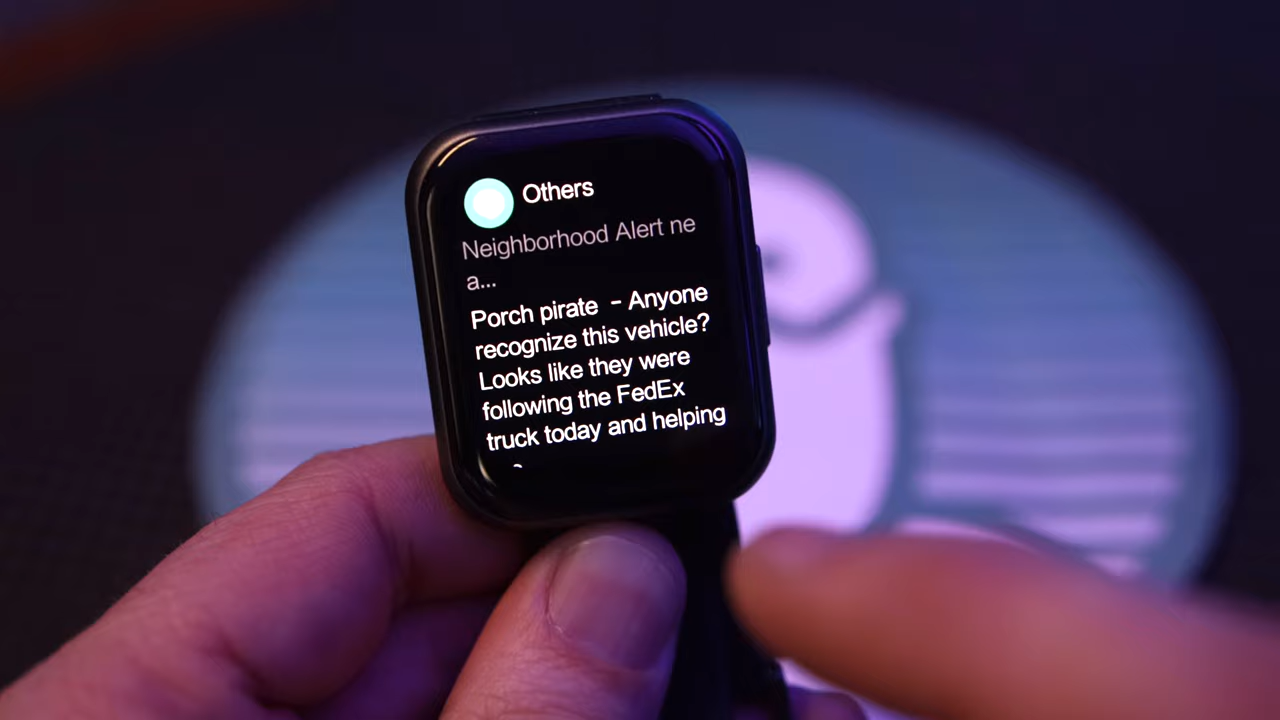 Others
Neighborhood Alert ne
a...
Porch pirate - Anyone
recognize this vehicle?
Looks like they were
following the FedEx
truck today and helping